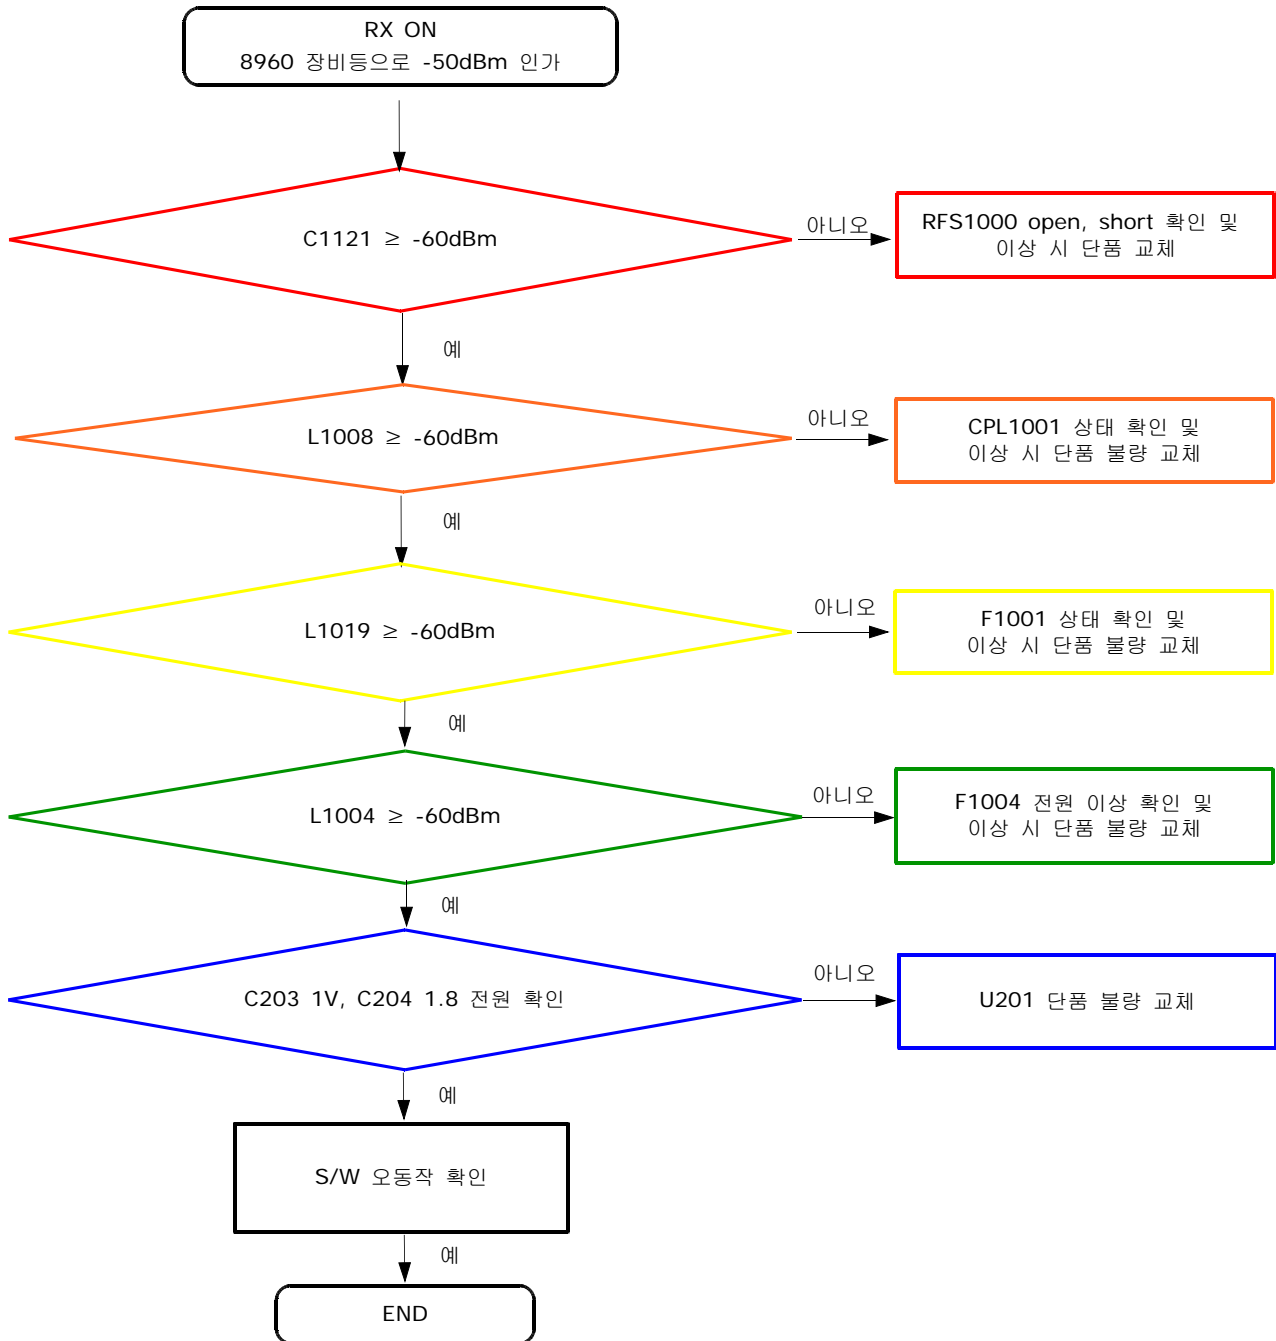 RX ON
8960 장비등으로 -50dBm 인가
C1121 ≥ -60dBm
아니오
RFS1000 open, short 확인 및
이상 시 단품 교체
예
L1008 ≥ -60dBm
아니오
CPL1001 상태 확인 및
이상 시 단품 불량 교체
예
L1019 ≥ -60dBm
아니오
F1001 상태 확인 및
이상 시 단품 불량 교체
예
L1004 ≥ -60dBm
아니오
F1004 전원 이상 확인 및
이상 시 단품 불량 교체
예
C203 1V, C204 1.8 전원 확인
아니오
U201 단품 불량 교체
예
S/W 오동작 확인
예
END